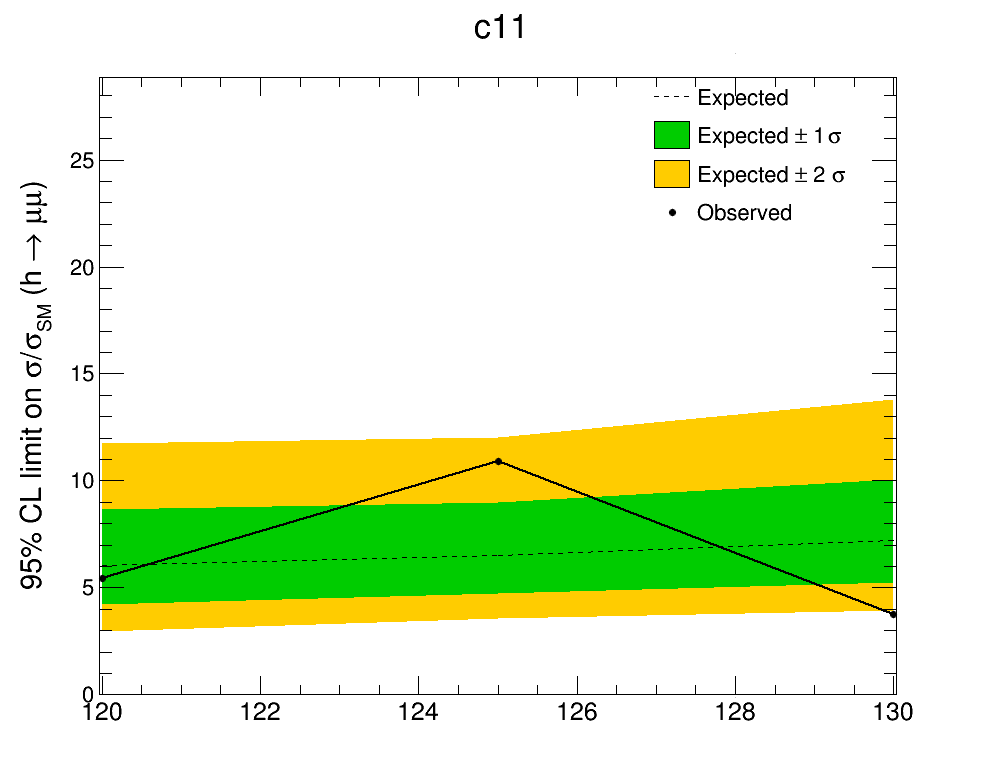 c11
95% CL limit on σ/σSM (h → μμ)
Expected
Expected ± 1σ
Expected ± 2 σ
Observed
25
20
15
10
5
0
120 122 124 126 128 130